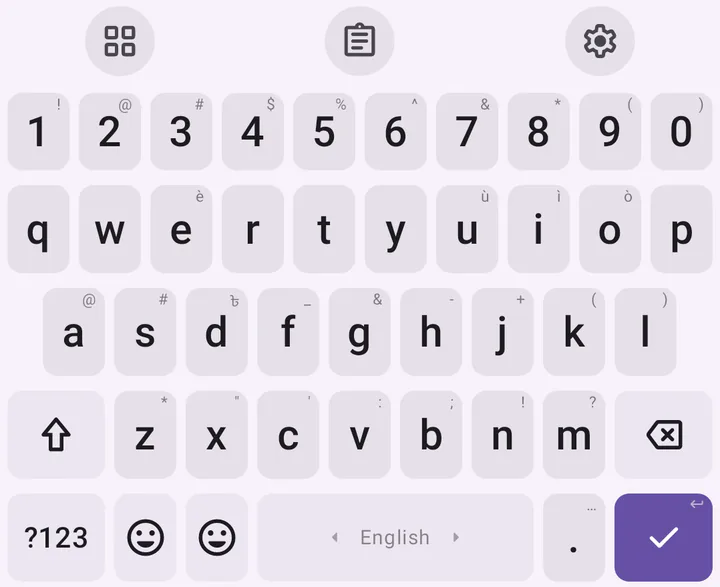 ! @ # $ % ^ & * ( )
1 2 3 4 5 6 7 8 9 0
è ù ì ò
q w e r t y u i o p
@ # ҍ _ & - + ( )
a s d f g h j k l
* " ' : ; ! ?
z x c v b n m
...
?123 English .